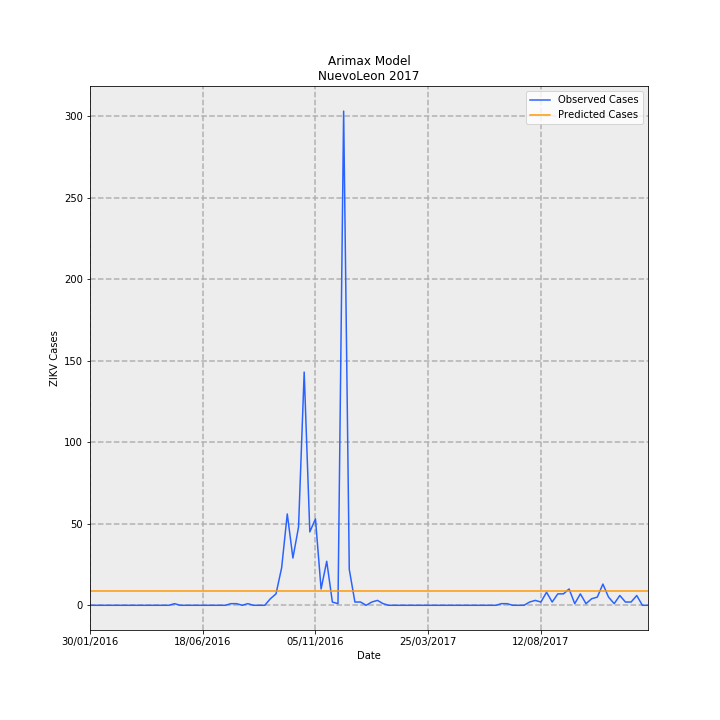 Arimax Model
NuevoLeon 2017
Observed Cases
Predicted Cases
300
250
200
150
100
50
0
ZIKV Cases
30/01/2016 18/06/2016 05/11/2016 25/03/2017 12/08/2017
Date